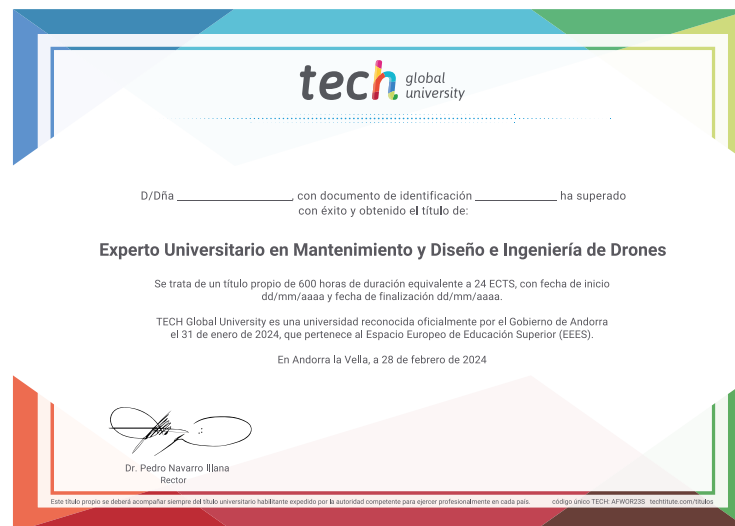 tech global
university
D/Dña ______________, con documento de identificación __________ ha superado
con éxito y obtenido el título de:
Experto Universitario en Mantenimiento y Diseño e Ingeniería de Drones
Se trata de un título propio de 600 horas de duración equivalente a 24 ECTS, con fecha de inicio
dd/mm/aaaa y fecha de finalización dd/mm/aaaa.
TECH Global University es una universidad reconocida oficialmente por el Gobierno de Andorra
el 31 de enero de 2024, que pertenece al Espacio Europeo de Educación Superior (EEES).
En Andorra la Vella, a 28 de febrero de 2024
Dr. Pedro Navarro Illana
Rector
Este título propio se deberá acompañar siempre del título universitario habilitante expedido por la autoridad competente para ejercer profesionalmente en cada país. código único TECH: AFWOR23S techtitute.com/titulos